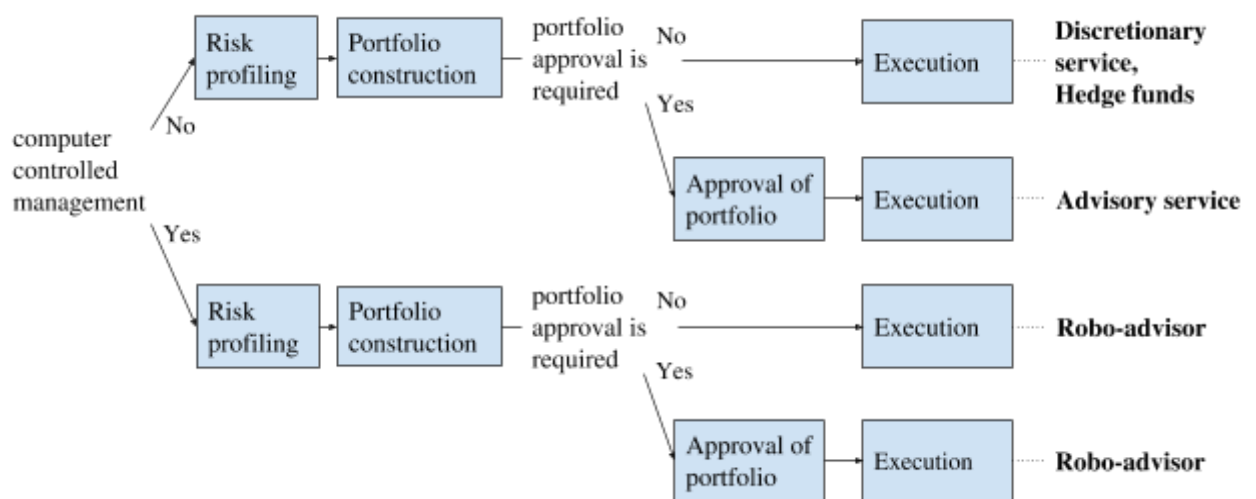 computer
controlled
management
No
Yes
Risk
profiling
Portfolio
construction
portfolio
approval is
required
No
Yes
Execution
Discretionary
service,
Hedge funds
Approval of
portfolio
Execution
Advisory service
Risk
profiling
Portfolio
construction
portfolio
approval is
required
No
Yes
Execution
Robo-advisor
Approval of
portfolio
Execution
Robo-advisor